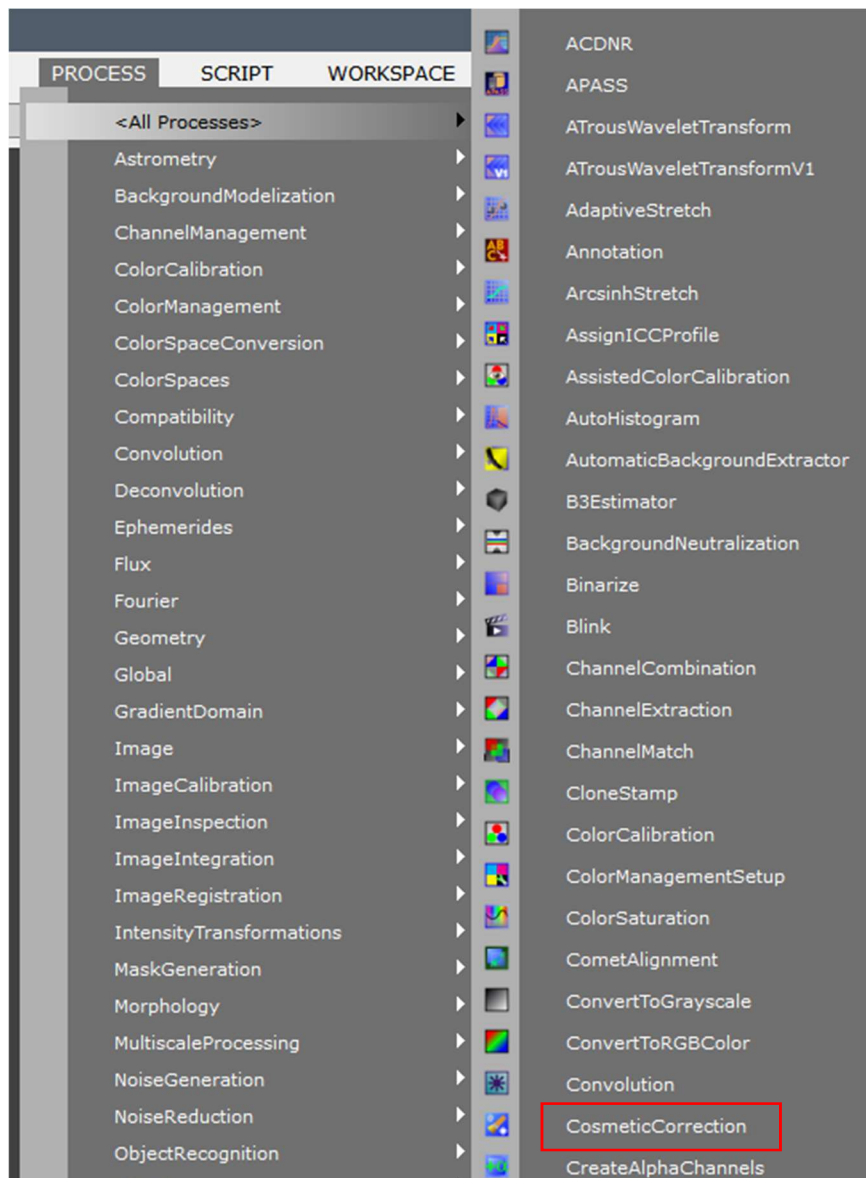 PROCESS SCRIPT WORKSPACE
<All Processes>
Astrometry
BackgroundModelization
ChannelManagement
ColorCalibration
ColorManagement
ColorSpaceConversion
ColorSpaces
Compatibility
Convolution
Deconvolution
Ephemerides
Flux
Fourier
Geometry
Global
GradientDomain
Image
ImageCalibration
ImageInspection
ImageIntegration
ImageRegistration
IntensityTransformations
MaskGeneration
Morphology
MultiscaleProcessing
NoiseGeneration
NoiseReduction
ObjectRecognition
ACDNR
APASS
ATrousWaveletTransform
ATrousWaveletTransformV1
AdaptiveStretch
Annotation
ArcsinhStretch
AssignICCProfile
AssistedColorCalibration
AutoHistogram
AutomaticBackgroundExtractor
B3Estimator
BackgroundNeutralization
Binarize
Blink
ChannelCombination
ChannelExtraction
ChannelMatch
CloneStamp
ColorCalibration
ColorManagementSetup
ColorSaturation
CometAlignment
ConvertToGrayscale
ConvertToRGBColor
Convolution
CosmeticCorrection
CreateAlphaChannels